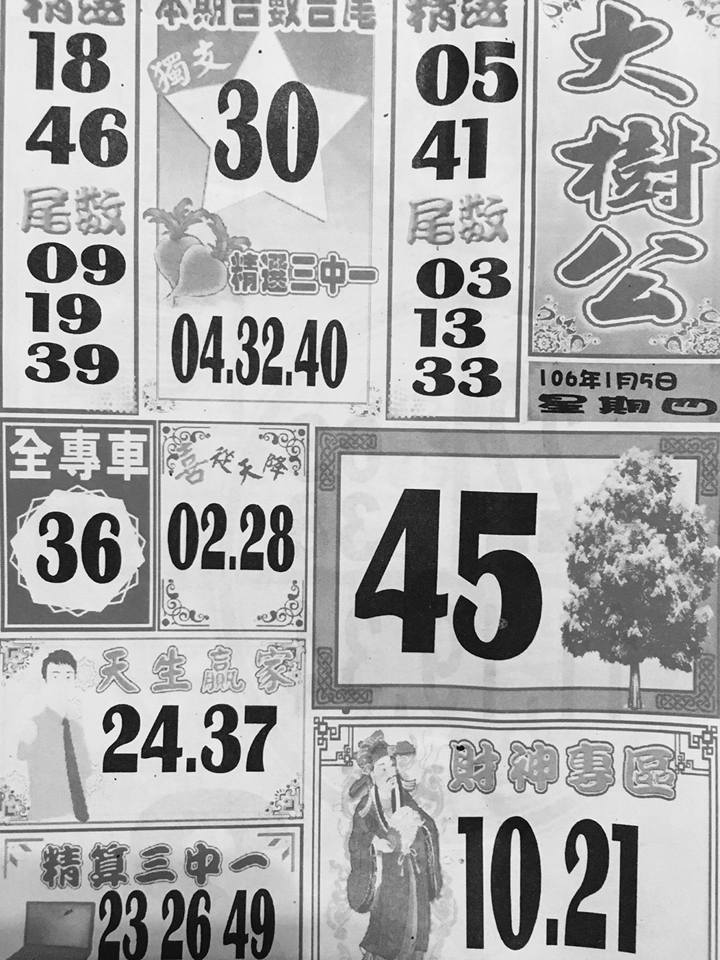 精選
18
46
尾数
09
19
39
本期合數合尾
獨支
30
精選三中一
04.32.40
精選
05
41
尾数
03
13
33
大樹公
106年1月5日
星期四
全專車
36
喜從天降
02.28
45
天生贏家
24.37
財神專區
10.21
精算三中一
23 26 49